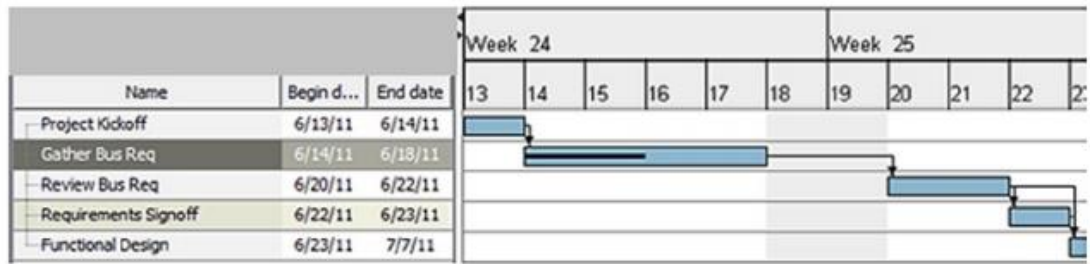 Week 24 Week 25
Name Begin d... End date 13 14 15 16 17 18 19 20 21 22
Project Kickoff 6/13/11 6/14/11
Gather Bus Req 6/14/11 6/18/11
Review Bus Req 6/20/11 6/22/11
Requirements Signoff 6/22/11 6/23/11
Functional Design 6/23/11 7/7/11